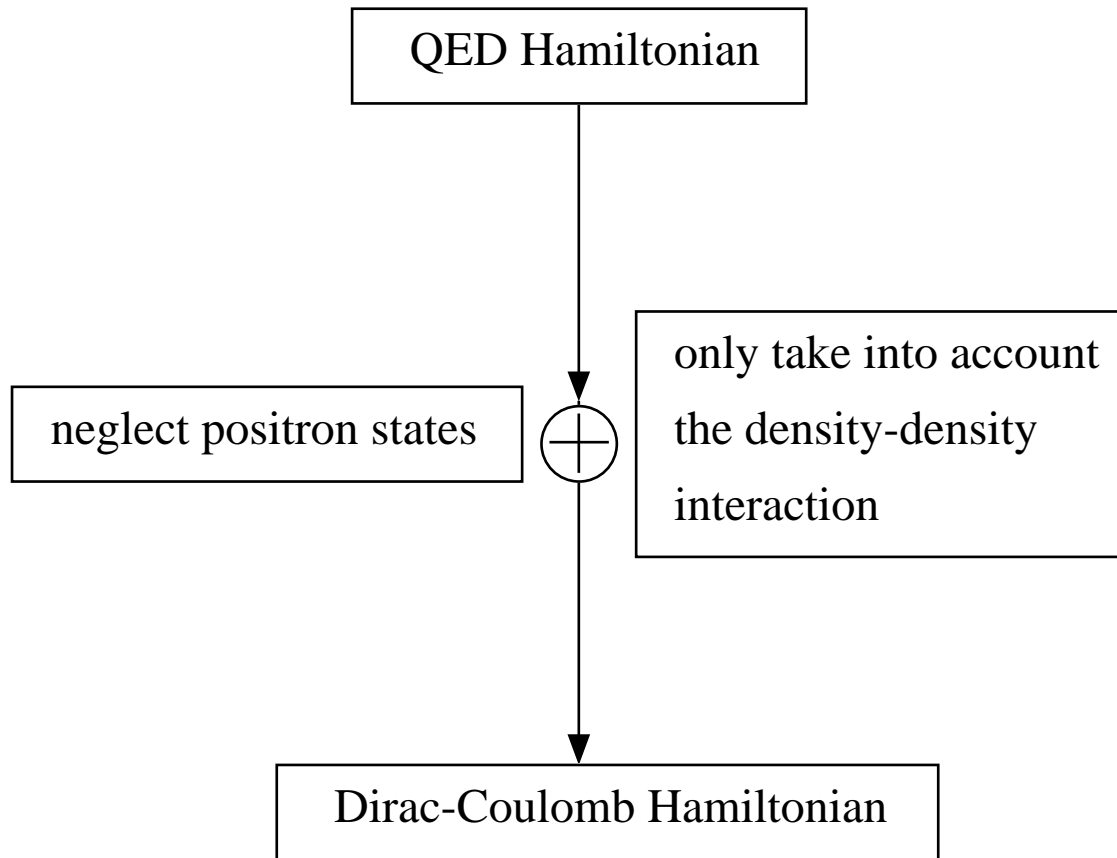 QED Hamiltonian
neglect positron states
only take into account
the density-density
interaction
Dirac-Coulomb Hamiltonian